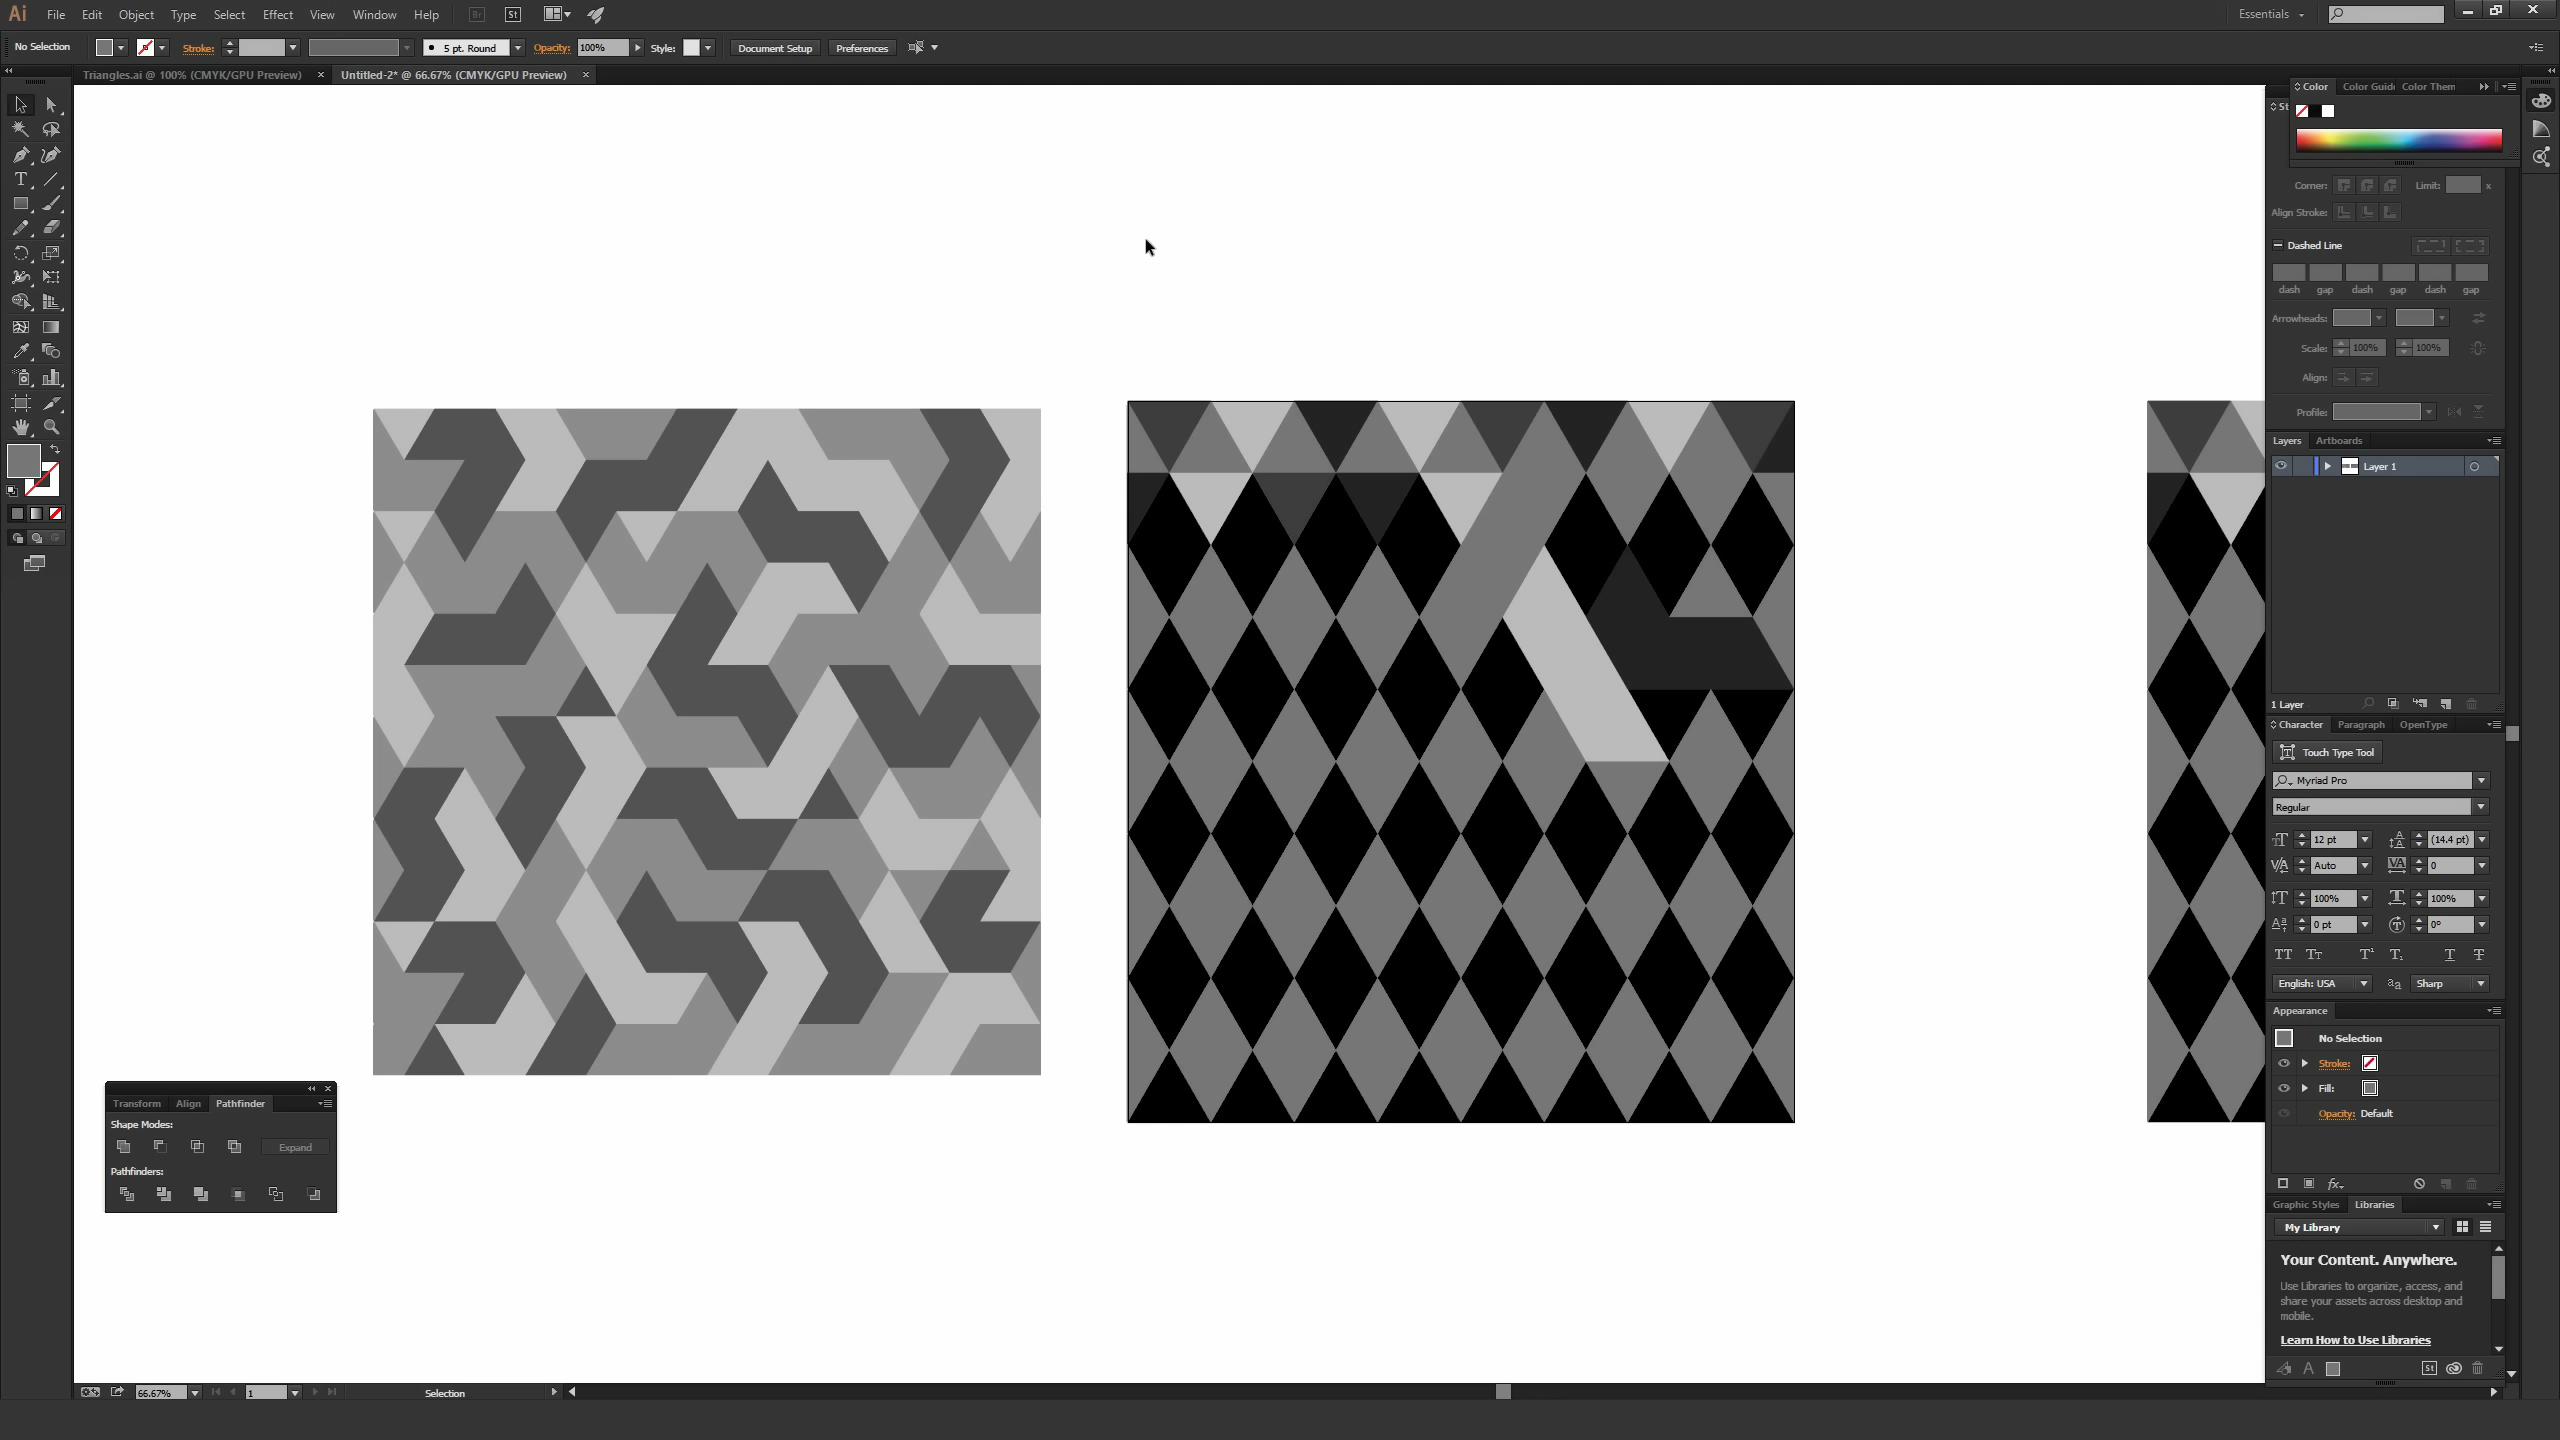 Ai File Edit Object Type Select Effect View Window Help Br St Essentials
No Selection Stroke: 5 pt. Round Opacity: 100% Style: Document Setup Preferences
Triangles.ai @ 100% (CMYK/GPU Preview) × Untitled-2* @ 66.67% (CMYK/GPU Preview) ×
Color Color Guide Color Them
St
Corner: Limit: x
Align Stroke:
Dashed Line
dash gap dash gap dash gap
Arrowheads:
Scale: 100% 100%
Align:
Profile:
Layers Artboards
Layer 1
1 Layer
Character Paragraph OpenType
Touch Type Tool
Myriad Pro
Regular
12 pt (14.4 pt)
Auto 0
100% 100%
0 pt 0°
English: USA Sharp
Appearance
No Selection
Stroke:
Fill:
Opacity: Default
Graphic Styles Libraries
My Library
Your Content. Anywhere.
Use Libraries to organize, access, and
share your assets across desktop and
mobile.
Learn How to Use Libraries
Transform Align Pathfinder
Shape Modes:
Expand
Pathfinders:
66.67% 1 Selection